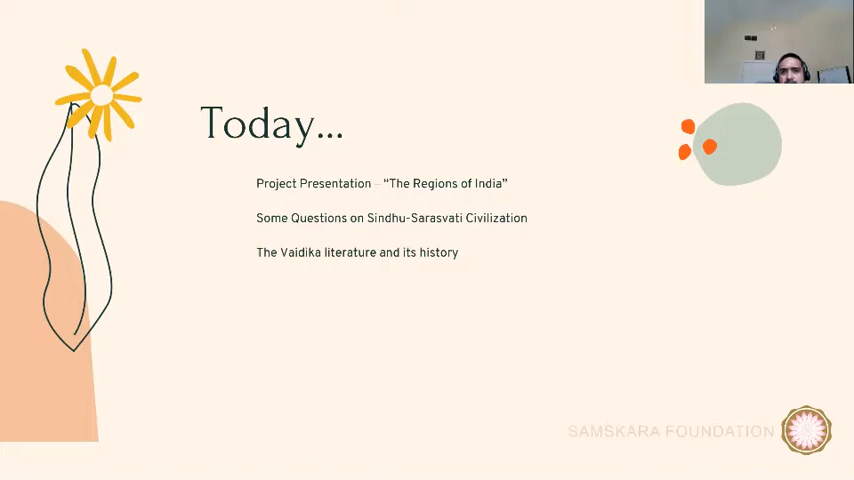 Today...
Project Presentation – “The Regions of India”
Some Questions on Sindhu-Sarasvati Civilization
The Vaidika literature and its history
SAMSKARA FOUNDATION